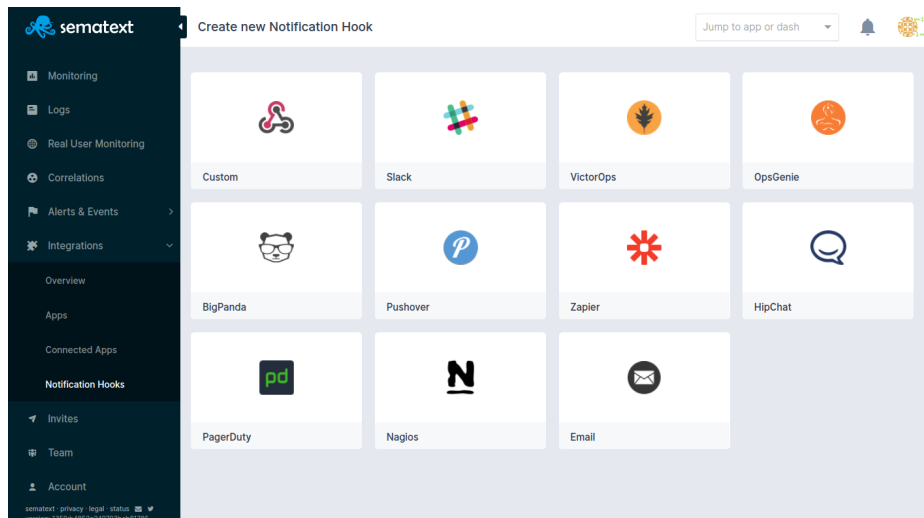 sematext
Create new Notification Hook
Jump to app or dash
Monitoring
Logs
Real User Monitoring
Correlations
Alerts & Events
Integrations
Overview
Apps
Connected Apps
Notification Hooks
Invites
Team
Account
sematext · privacy · legal · status
Custom
Slack
VictorOps
OpsGenie
BigPanda
Pushover
Zapier
HipChat
pd
PagerDuty
N
Nagios
Email